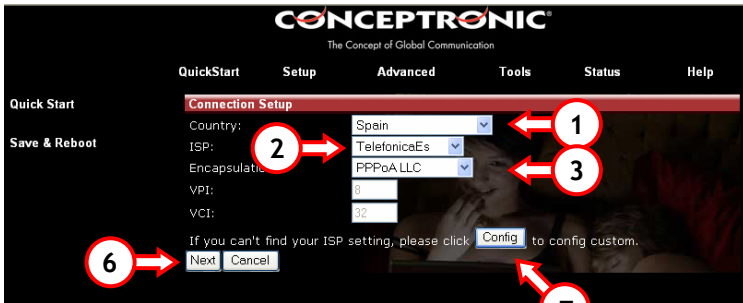 CONCEPTRONIC®
The Concept of Global Communication
QuickStart Setup Advanced Tools Status Help
Quick Start
Save & Reboot
Connection Setup
Country: Spain 1
2 ISP: TelefonicaEs
Encapsulatio PPPoA LLC 3
VPI: 8
VCI: 32
If you can't find your ISP setting, please click Config to config custom.
6 Next Cancel